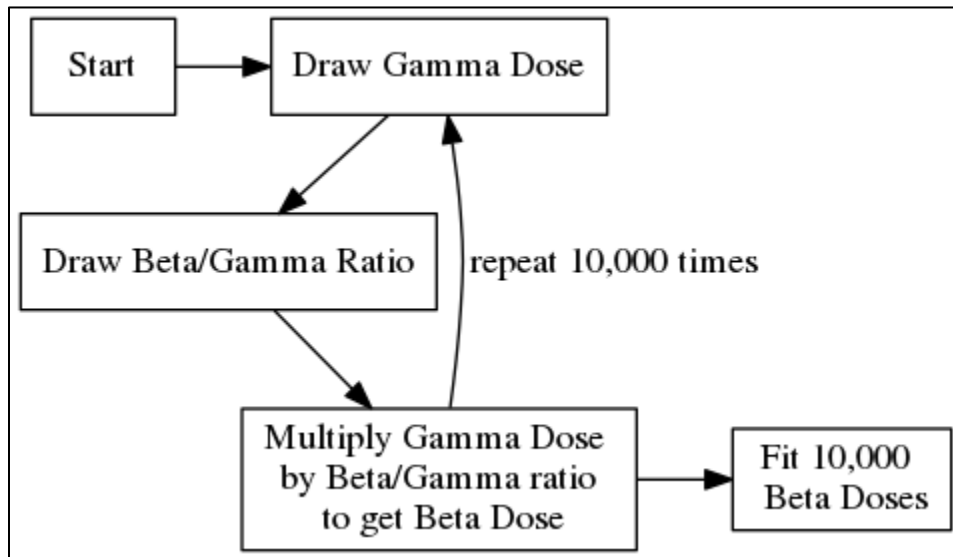 Start
Draw Gamma Dose
Draw Beta/Gamma Ratio
repeat 10,000 times
Multiply Gamma Dose
by Beta/Gamma ratio
to get Beta Dose
Fit 10,000
Beta Doses